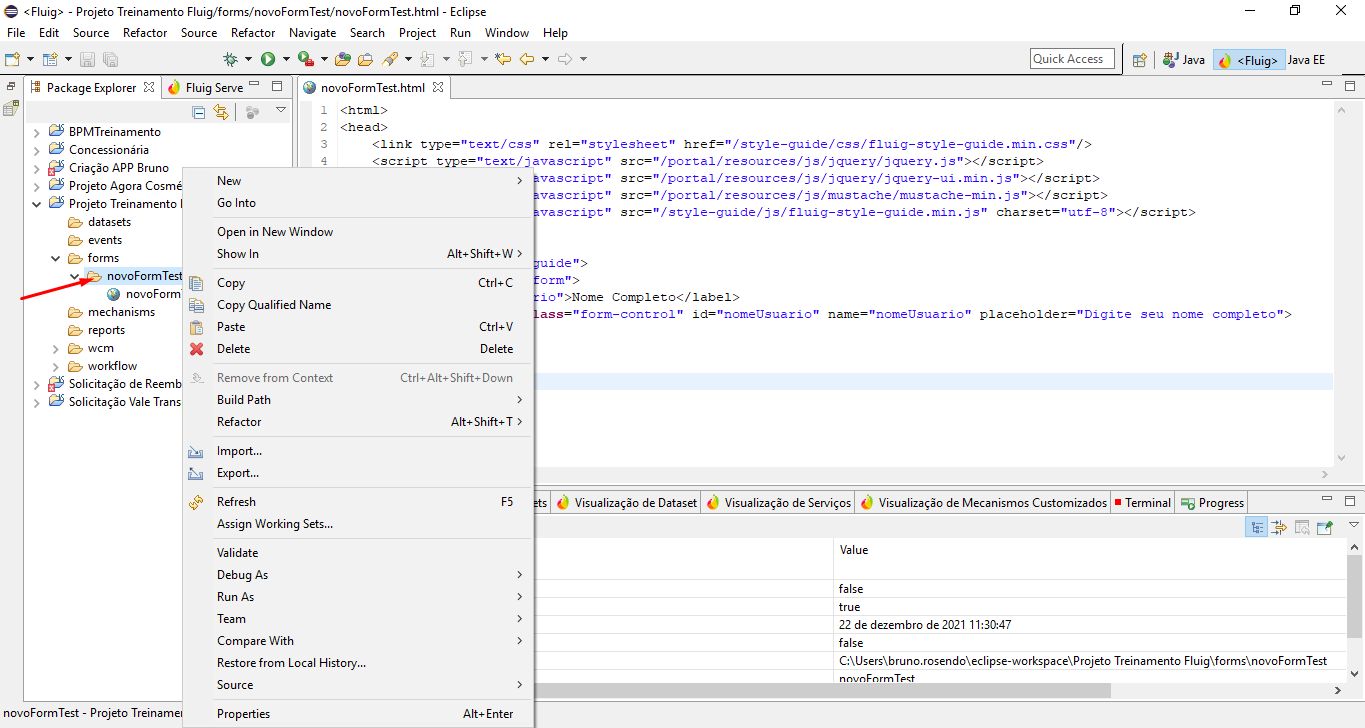 <Fluig> - Projeto Treinamento Fluig/forms/novoFormTest/novoFormTest.html - Eclipse
File Edit Source Refactor Source Refactor Navigate Search Project Run Window Help
Quick Access
Java
<Fluig>
Java EE
Package Explorer
Fluig Serve
BPMTreinamento
Concessionária
Criação APP Bruno
Projeto Agora Cosmé
Projeto Treinamento
datasets
events
forms
novoFormTest
novoForm
mechanisms
reports
wcm
workflow
Solicitação de Reemb
Solicitação Vale Trans
New
Go Into
Open in New Window
Show In Alt+Shift+W
Copy Ctrl+C
Copy Qualified Name
Paste Ctrl+V
Delete Delete
Remove from Context Ctrl+Alt+Shift+Down
Build Path
Refactor Alt+Shift+T
Import...
Export...
Refresh F5
Assign Working Sets...
Validate
Debug As
Run As
Team
Compare With
Restore from Local History...
Source
Properties Alt+Enter
novoFormTest.html
1 <html>
2 <head>
3 <link type="text/css" rel="stylesheet" href="/style-guide/css/fluig-style-guide.min.css"/>
4 <script type="text/javascript" src="/portal/resources/js/jquery/jquery.js"></script>
avascript" src="/portal/resources/js/jquery/jquery-ui.min.js"></script>
avascript" src="/portal/resources/js/mustache/mustache-min.js"></script>
avascript" src="/style-guide/js/fluig-style-guide.min.js" charset="utf-8"></script>
guide">
form">
rio">Nome Completo</label>
lass="form-control" id="nomeUsuario" name="nomeUsuario" placeholder="Digite seu nome completo">
ets
Visualização de Dataset
Visualização de Serviços
Visualização de Mecanismos Customizados
Terminal
Progress
Value
false
true
22 de dezembro de 2021 11:30:47
false
C:\Users\bruno.rosendo\eclipse-workspace\Projeto Treinamento Fluig\forms\novoFormTest
novoFormTest
novoFormTest - Projeto Treinamen